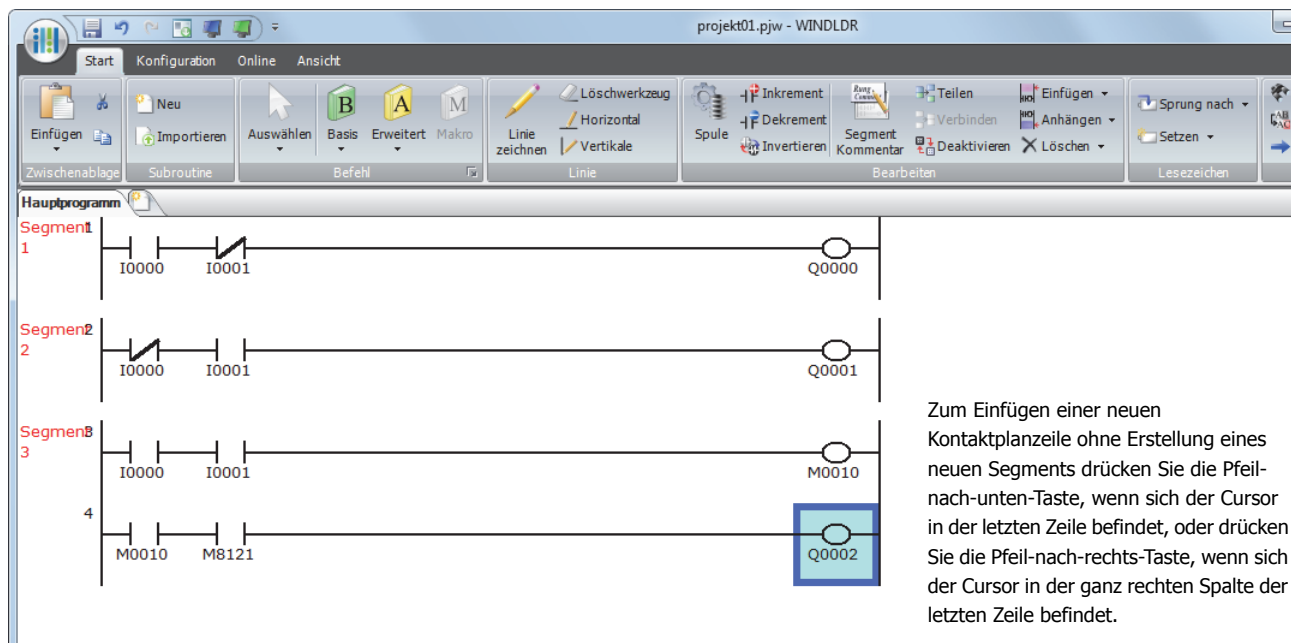 projekt01.pjw - WINDLDR
Start Konfiguration Online Ansicht
Einfügen
Zwischenablage
Neu
Importieren
Subroutine
Auswählen
B
Basis
A
Erweitert
M
Makro
Befehl
Linie
zeichnen
Löschwerkzeug
Horizontal
Vertikale
Linie
Spule
Inkrement
Dekrement
Invertieren
Segment
Kommentar
Teilen
Verbinden
Deaktivieren
Einfügen
Anhängen
Löschen
Bearbeiten
Sprung nach
Setzen
Lesezeichen
Hauptprogramm
Segment 1
1
I0000 I0001 Q0000
Segment 2
2
I0000 I0001 Q0001
Segment 3
3
I0000 I0001 M0010
4
M0010 M8121 Q0002
Zum Einfügen einer neuen
Kontaktplanzeile ohne Erstellung eines
neuen Segments drücken Sie die Pfeil-
nach-unten-Taste, wenn sich der Cursor
in der letzten Zeile befindet, oder drücken
Sie die Pfeil-nach-rechts-Taste, wenn sich
der Cursor in der ganz rechten Spalte der
letzten Zeile befindet.